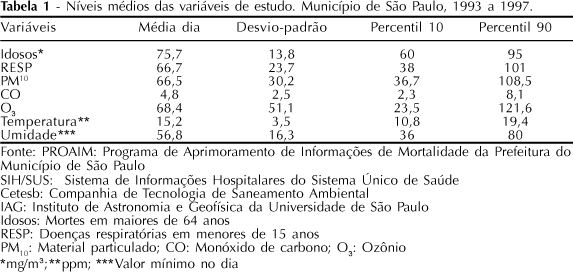 Tabela 1 - Níveis médios das variáveis de estudo. Município de São Paulo, 1993 a 1997.
Variáveis Média dia Desvio-padrão Percentil 10 Percentil 90
Idosos* 75,7 13,8 60 95
RESP 66,7 23,7 38 101
PM10 66,5 30,2 36,7 108,5
CO 4,8 2,5 2,3 8,1
O3 68,4 51,1 23,5 121,6
Temperatura** 15,2 3,5 10,8 19,4
Umidade*** 56,8 16,3 36 80
Fonte: PROAIM: Programa de Aprimoramento de Informações de Mortalidade da Prefeitura do
Município de São Paulo
SIH/SUS: Sistema de Informações Hospitalares do Sistema Único de Saúde
Cetesb: Companhia de Tecnologia de Saneamento Ambiental
IAG: Instituto de Astronomia e Geofísica da Universidade de São Paulo
Idosos: Mortes em maiores de 64 anos
RESP: Doenças respiratórias em menores de 15 anos
PM10: Material particulado; CO: Monóxido de carbono; O3: Ozônio
*mg/m³; **ppm; ***Valor mínimo no dia